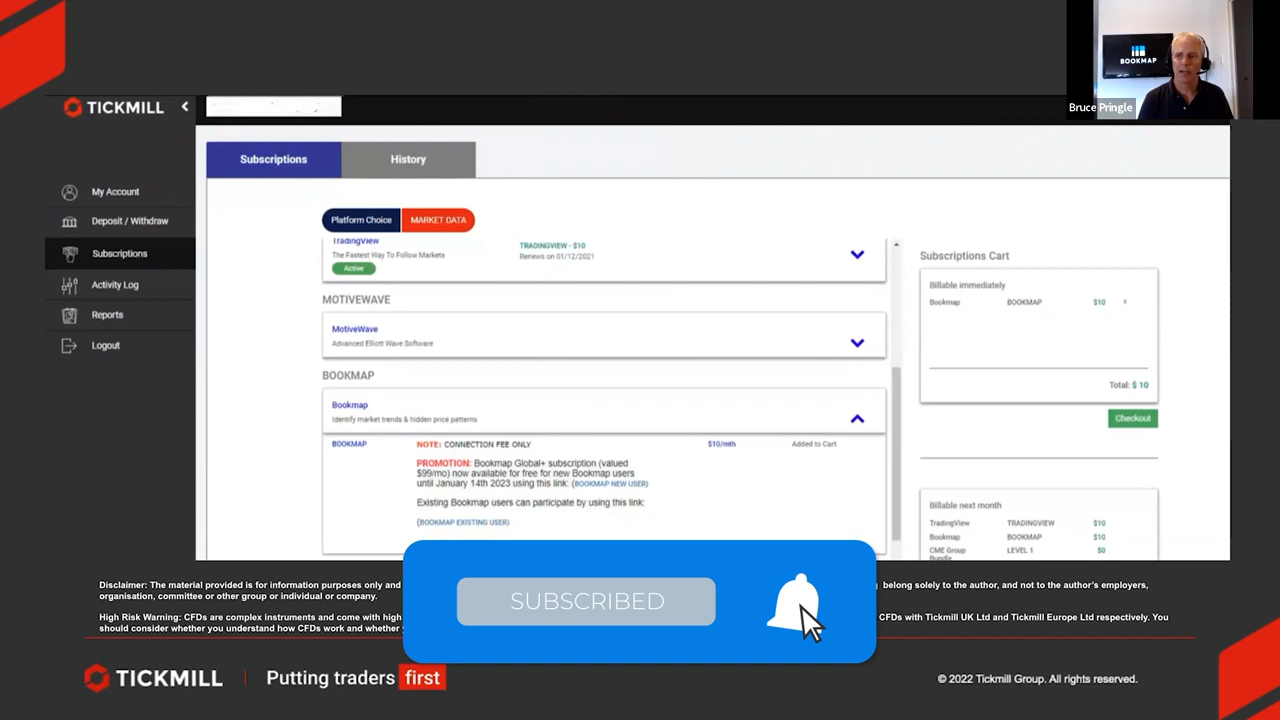 BOOKMAP
Bruce Pringle
TICKMILL
Subscriptions
History
My Account
Deposit / Withdraw
Subscriptions
Activity Log
Reports
Logout
Platform Choice
MARKET DATA
TradingView
The Fastest Way To Follow Markets
Active
TRADINGVIEW - $10
Renews on 01/12/2021
MOTIVEWAVE
MotiveWave
Advanced Elliott Wave Software
BOOKMAP
Bookmap
Identify market trends & hidden price patterns
BOOKMAP
NOTE: CONNECTION FEE ONLY
$10/mth
Added to Cart
PROMOTION: Bookmap Global+ subscription (valued
$99/mo) now available for free for new Bookmap users
until January 14th 2023 using this link: (BOOKMAP NEW USER)
Existing Bookmap users can participate by using this link:
(BOOKMAP EXISTING USER)
Subscriptions Cart
Billable immediately
Bookmap BOOKMAP $10 x
Total: $ 10
Checkout
Billable next month
TradingView TRADINGVIEW $10
Bookmap BOOKMAP $10
CME Group LEVEL 1 $0
Bundle
SUBSCRIBED
Disclaimer: The material provided is for information purposes only and belong solely to the author, and not to the author's employers,
organisation, committee or other group or individual or company.
High Risk Warning: CFDs are complex instruments and come with high CFDs with Tickmill UK Ltd and Tickmill Europe Ltd respectively. You
should consider whether you understand how CFDs work and whether
TICKMILL
Putting traders first
© 2022 Tickmill Group. All rights reserved.